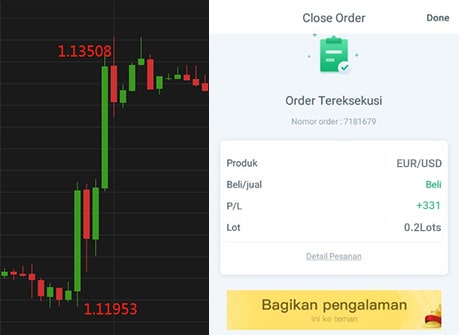 1.13508
1.11953
Close Order
Done
Order Tereksekusi
Nomor order : 7181679
Produk
EUR/USD
Beli/jual
Beli
P/L
+331
Lot
0.2Lots
Detail Pesanan
Bagikan pengalaman
ini ke teman